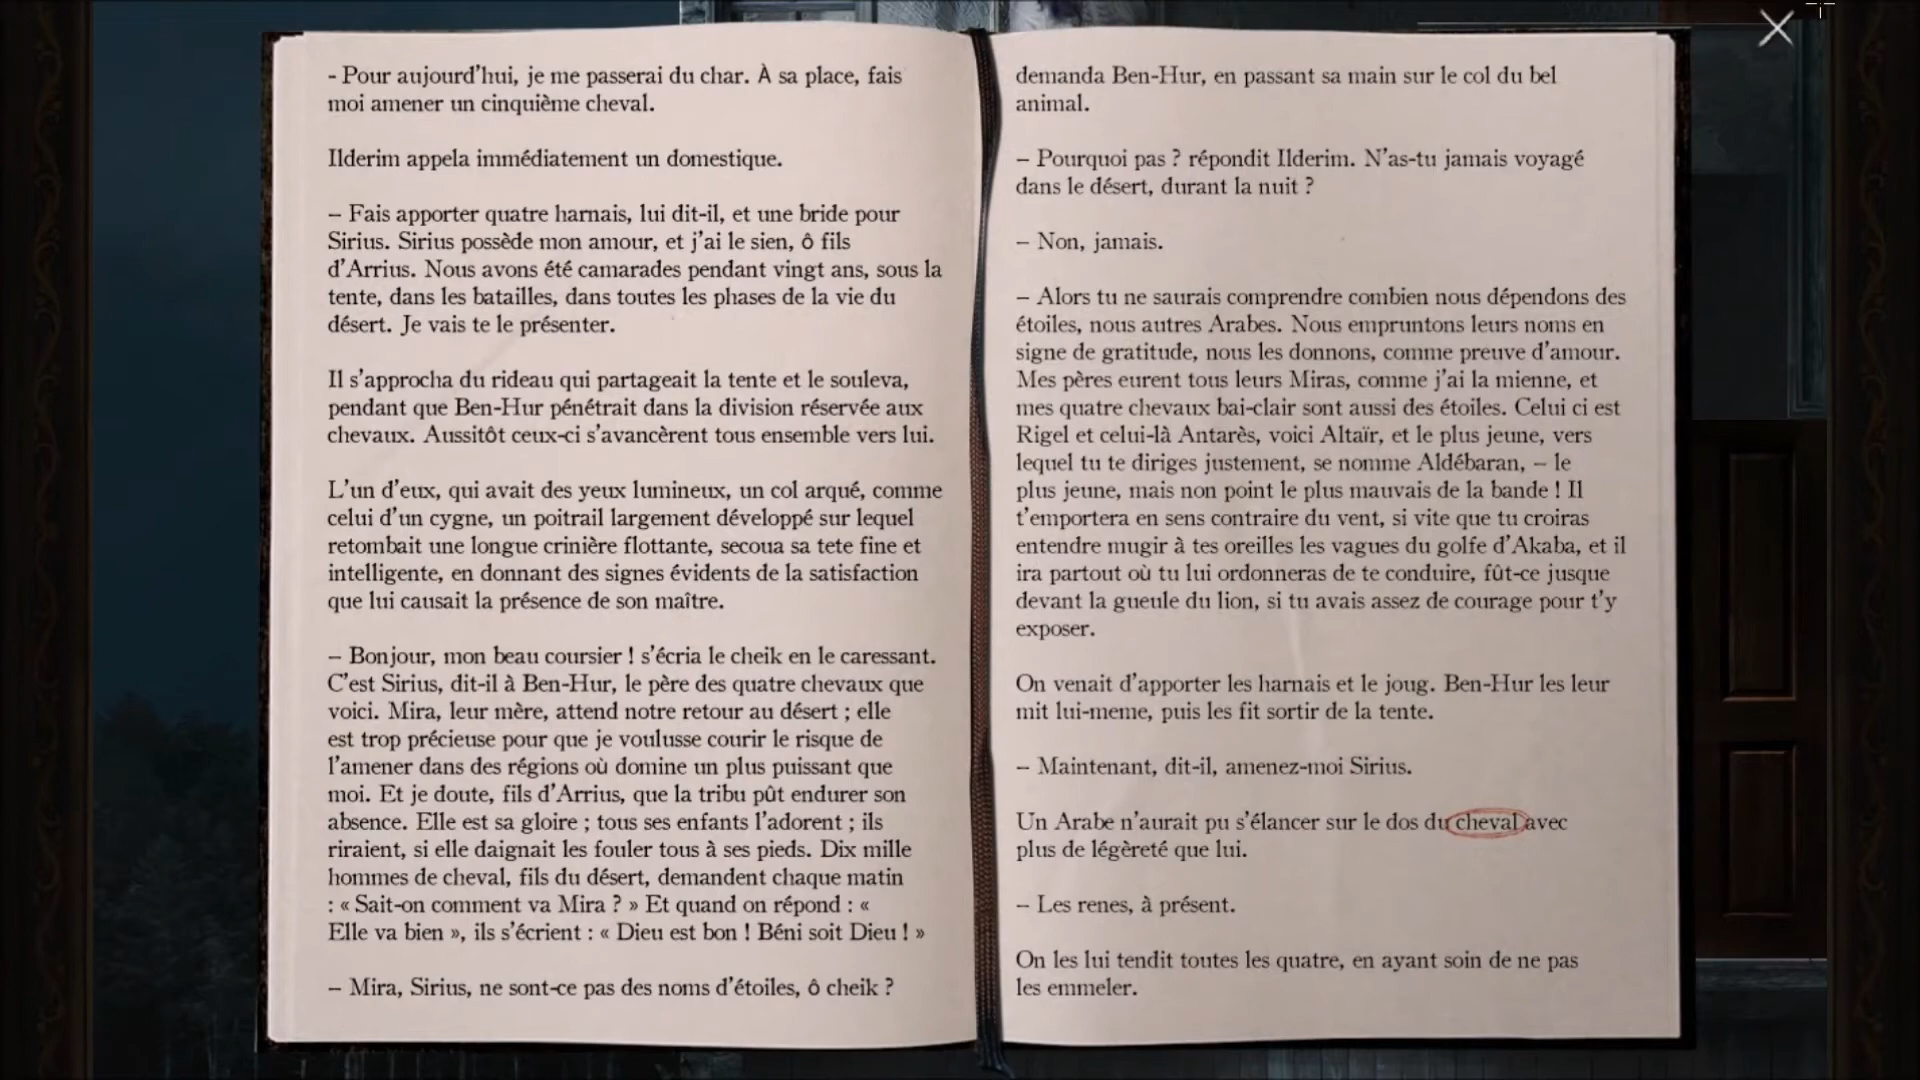 - Pour aujourd’hui, je me passerai du char. À sa place, fais
moi amener un cinquième cheval.
Ilderim appela immédiatement un domestique.
– Fais apporter quatre harnais, lui dit-il, et une bride pour
Sirius. Sirius possède mon amour, et j’ai le sien, ô fils
d’Arrius. Nous avons été camarades pendant vingt ans, sous la
tente, dans les batailles, dans toutes les phases de la vie du
désert. Je vais te le présenter.
Il s’approcha du rideau qui partageait la tente et le souleva,
pendant que Ben-Hur pénétrait dans la division réservée aux
chevaux. Aussitôt ceux-ci s’avancèrent tous ensemble vers lui.
L’un d’eux, qui avait des yeux lumineux, un col arqué, comme
celui d’un cygne, un poitrail largement développé sur lequel
retombait une longue crinière flottante, secoua sa tete fine et
intelligente, en donnant des signes évidents de la satisfaction
que lui causait la présence de son maître.
– Bonjour, mon beau coursier ! s’écria le cheik en le caressant.
C’est Sirius, dit-il à Ben-Hur, le père des quatre chevaux que
voici. Mira, leur mère, attend notre retour au désert ; elle
est trop précieuse pour que je voulusse courir le risque de
l’amener dans des régions où domine un plus puissant que
moi. Et je doute, fils d’Arrius, que la tribu pût endurer son
absence. Elle est sa gloire ; tous ses enfants l’adorent ; ils
riraient, si elle daignait les fouler tous à ses pieds. Dix mille
hommes de cheval, fils du désert, demandent chaque matin
: « Sait-on comment va Mira ? » Et quand on répond : «
Elle va bien », ils s’écrient : « Dieu est bon ! Béni soit Dieu ! »
– Mira, Sirius, ne sont-ce pas des noms d’étoiles, ô cheik ?
demanda Ben-Hur, en passant sa main sur le col du bel
animal.
– Pourquoi pas ? répondit Ilderim. N’as-tu jamais voyagé
dans le désert, durant la nuit ?
– Non, jamais.
– Alors tu ne saurais comprendre combien nous dépendons des
étoiles, nous autres Arabes. Nous empruntons leurs noms en
signe de gratitude, nous les donnons, comme preuve d’amour.
Mes pères eurent tous leurs Miras, comme j’ai la mienne, et
mes quatre chevaux bai-clair sont aussi des étoiles. Celui ci est
Rigel et celui-là Antarès, voici Altaïr, et le plus jeune, vers
lequel tu te diriges justement, se nomme Aldébaran, – le
plus jeune, mais non point le plus mauvais de la bande ! Il
t’emportera en sens contraire du vent, si vite que tu croiras
entendre mugir à tes oreilles les vagues du golfe d’Akaba, et il
ira partout où tu lui ordonneras de te conduire, fût-ce jusque
devant la gueule du lion, si tu avais assez de courage pour t’y
exposer.
On venait d’apporter les harnais et le joug. Ben-Hur les leur
mit lui-meme, puis les fit sortir de la tente.
– Maintenant, dit-il, amenez-moi Sirius.
Un Arabe n’aurait pu s’élancer sur le dos du cheval avec
plus de légèreté que lui.
– Les renes, à présent.
On les lui tendit toutes les quatre, en ayant soin de ne pas
les emmeler.